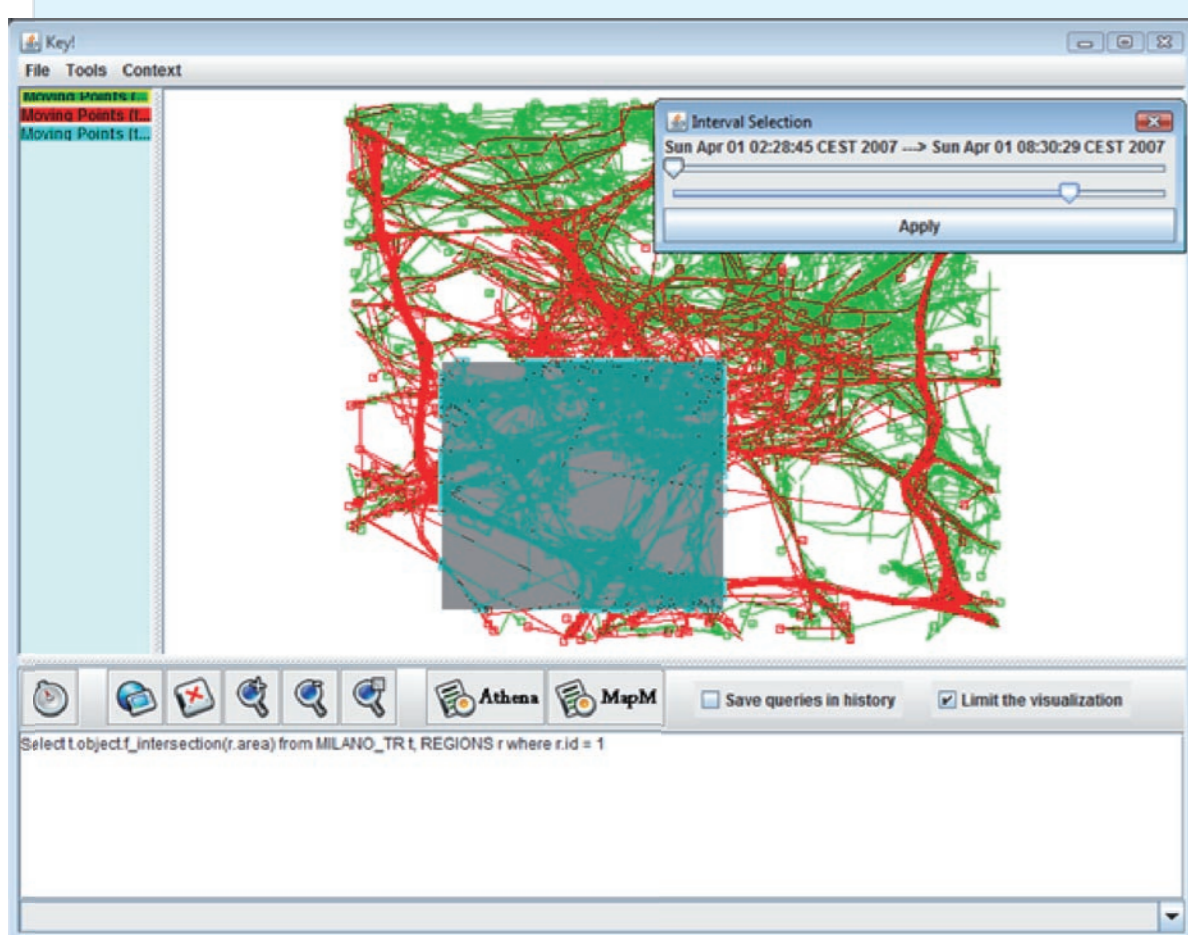 Key!
File Tools Context
Moving Points (...
Moving Points (t...
Moving Points (t...
Interval Selection
Sun Apr 01 02:28:45 CEST 2007 ---> Sun Apr 01 08:30:29 CEST 2007
Apply
Athena
MapM
Save queries in history
Limit the visualization
Select t.object.f_intersection(r.area) from MILANO_TR t, REGIONS r where r.id = 1